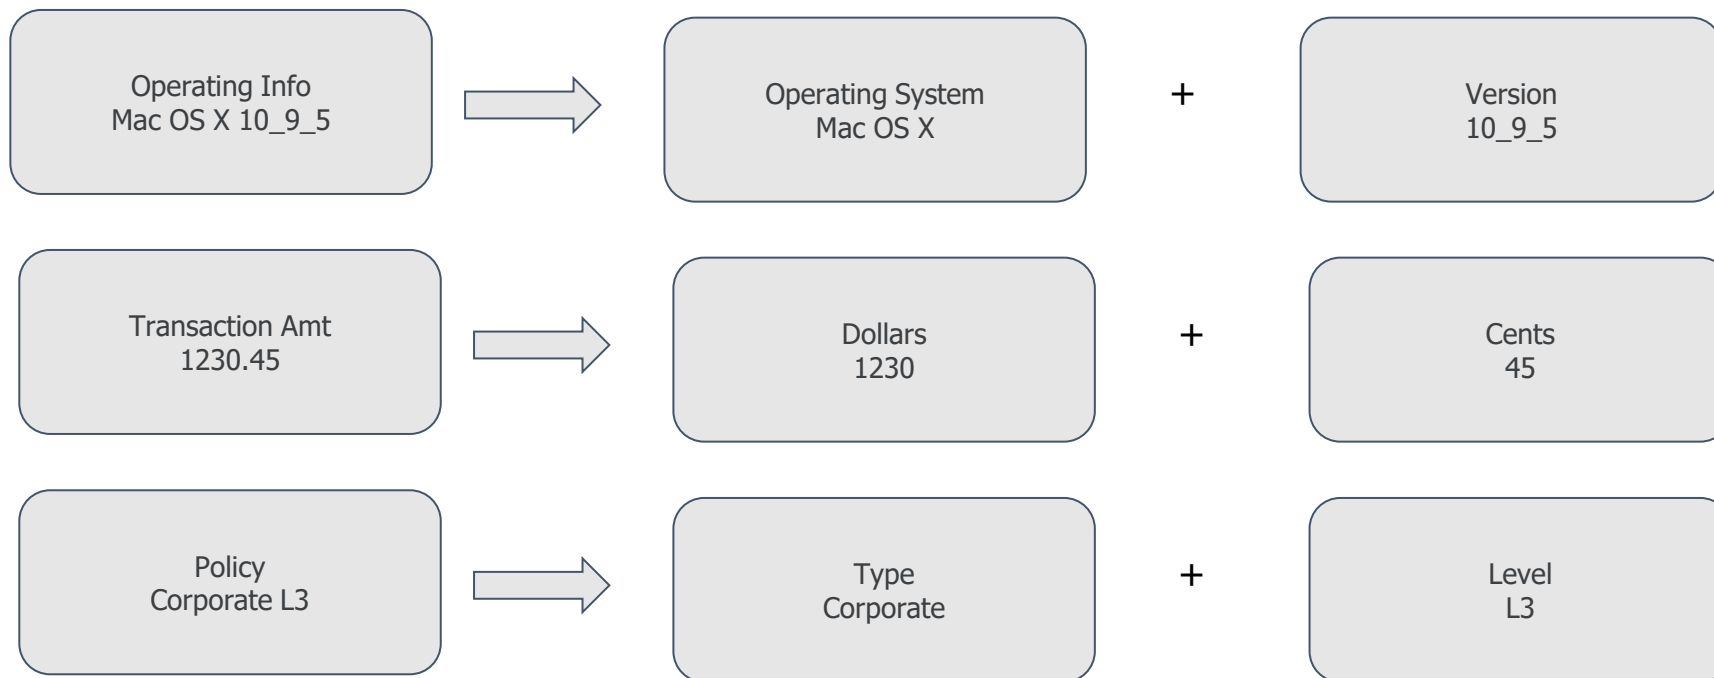 Operating Info
Mac OS X 10_9_5
Operating System
Mac OS X
+
Version
10_9_5
Transaction Amt
1230.45
Dollars
1230
+
Cents
45
Policy
Corporate L3
Type
Corporate
+
Level
L3